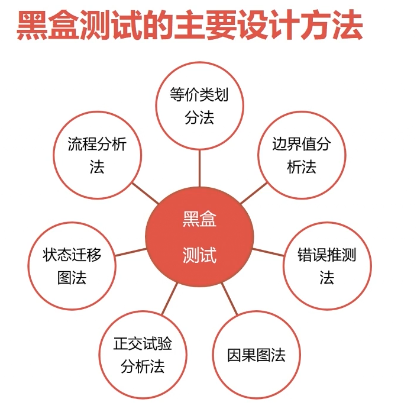 黑盒测试的主要设计方法
等价类划
分法
流程分析
法
边界值分
析法
黑盒
测试
状态迁移
图法
错误推测
法
正交试验
分析法
因果图法